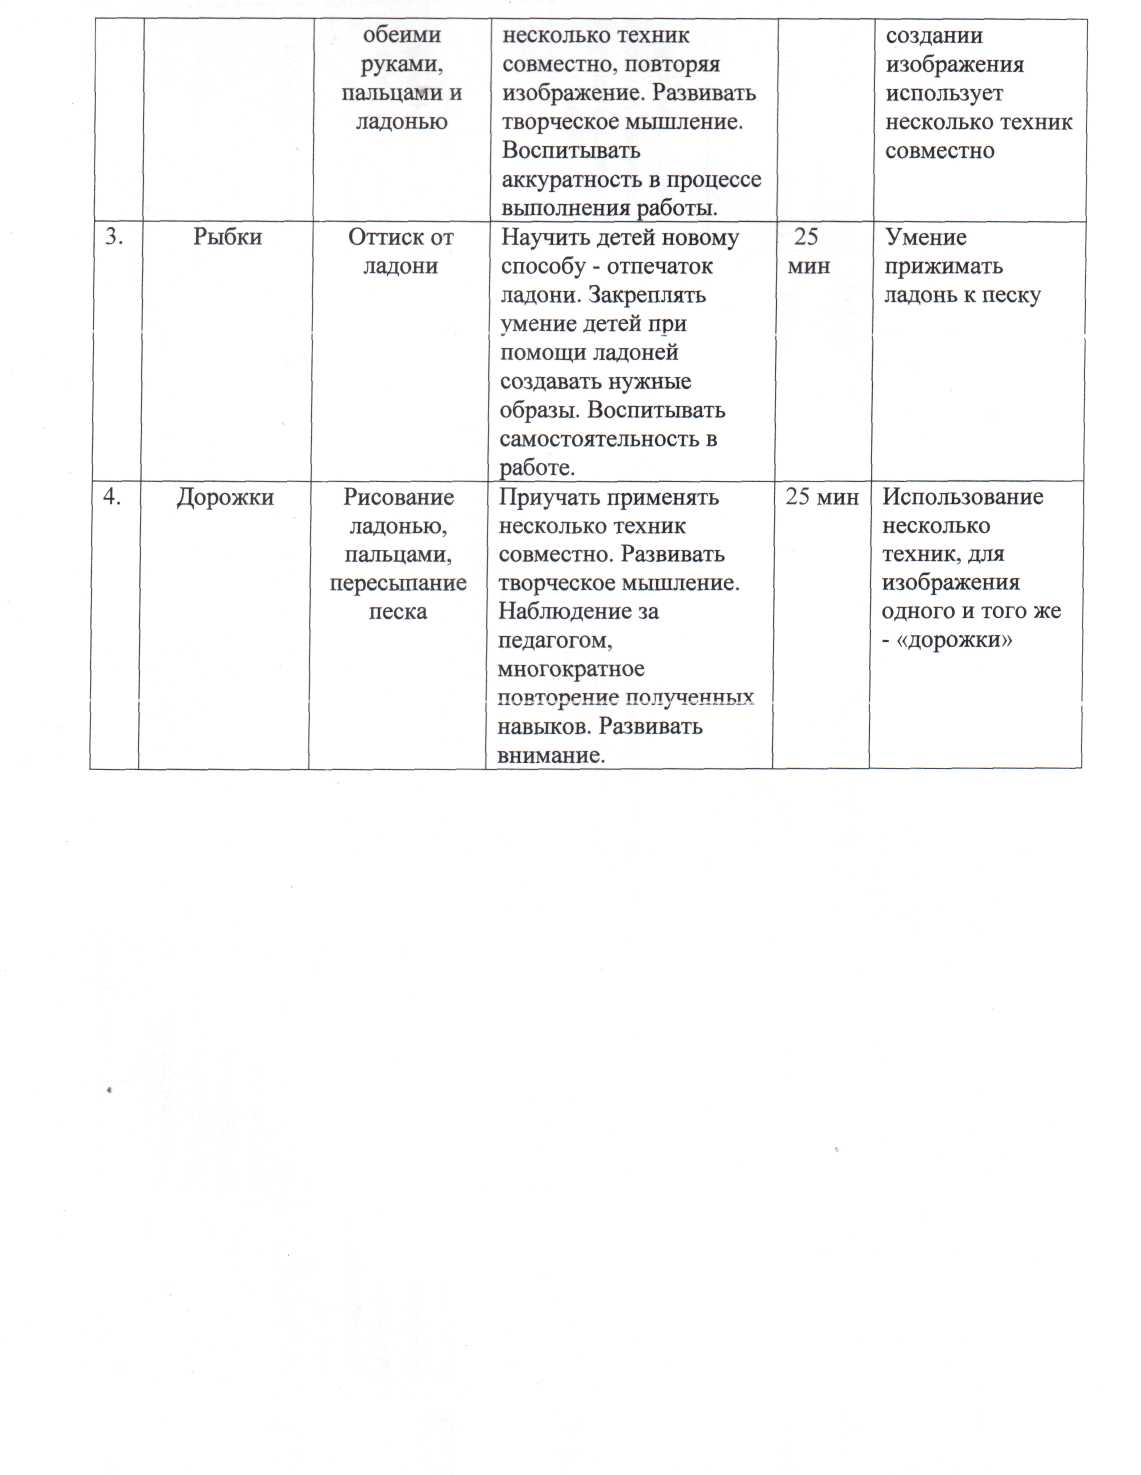 обеими
руками,
пальцами и
ладонью
несколько техник
совместно, повторяя
изображение. Развивать
творческое мышление.
Воспитывать
аккуратность в процессе
выполнения работы.
создании
изображения
использует
несколько техник
совместно
3.
Рыбки
Оттиск от
ладони
Научить детей новому
способу - отпечаток
ладони. Закреплять
умение детей при
помощи ладоней
создавать нужные
образы. Воспитывать
самостоятельность в
работе.
25
мин
Умение
прижимать
ладонь к песку
4.
Дорожки
Рисование
ладонью,
пальцами,
пересыпание
песка
Приучать применять
несколько техник
совместно. Развивать
творческое мышление.
Наблюдение за
педагогом,
многократное
повторение полученных
навыков. Развивать
внимание.
25 мин
Использование
несколько
техник, для
изображения
одного и того же
- «дорожки»